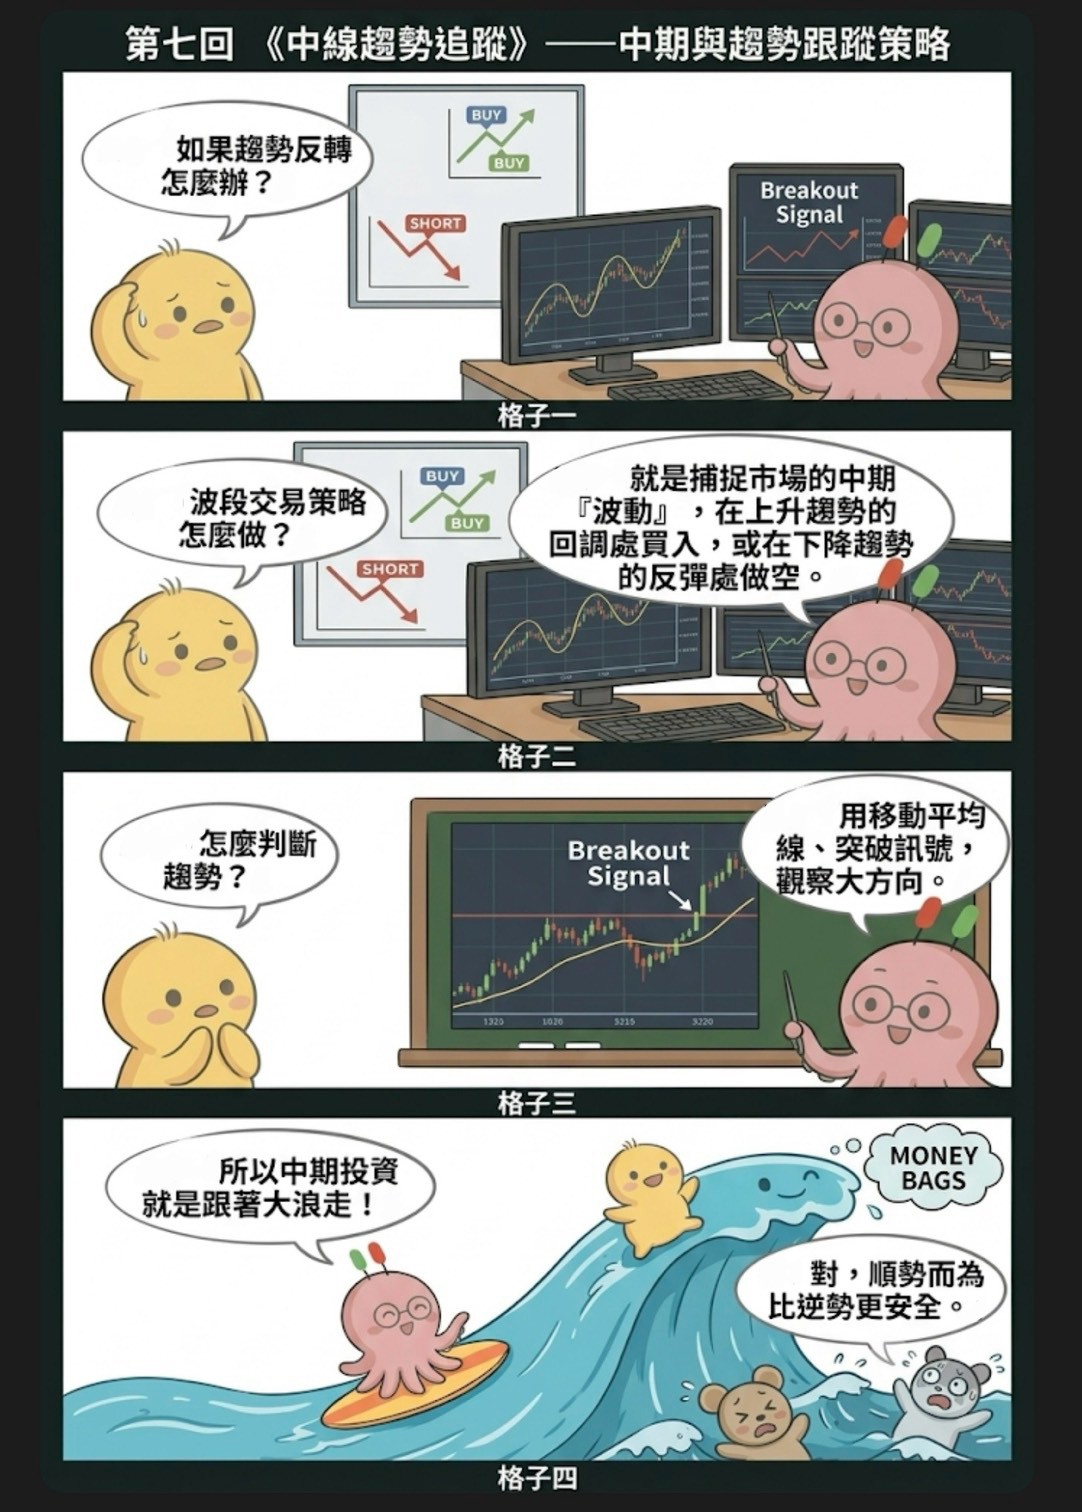 第七回 《中線趨勢追蹤》——中期與趨勢跟蹤策略
如果趨勢反轉
怎麼辦？
BUY
BUY
SHORT
Breakout
Signal
格子一
波段交易策略
怎麼做？
BUY
BUY
SHORT
就是捕捉市場的中期
『波動』，在上升趨勢的
回調處買入，或在下降趨勢
的反彈處做空。
格子二
怎麼判斷
趨勢？
Breakout
Signal
1320 1020 5215 3220
用移動平均
線、突破訊號，
觀察大方向。
格子三
所以中期投資
就是跟著大浪走！
MONEY
BAGS
對，順勢而為
比逆勢更安全。
格子四